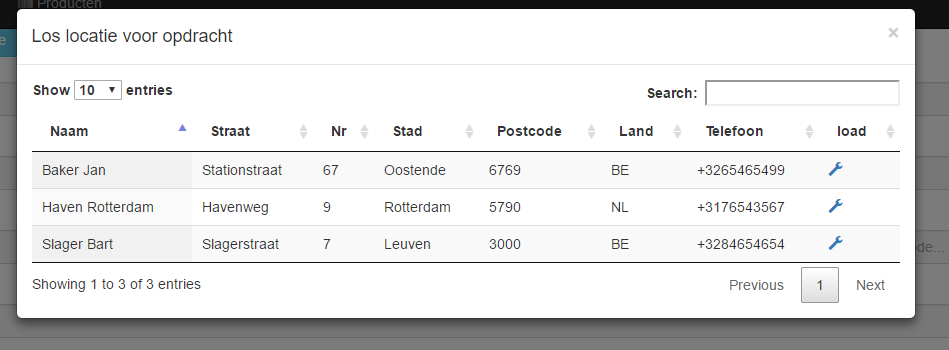 Producten
e
Los locatie voor opdracht ×
Show 10 entries Search:
Naam Straat Nr Stad Postcode Land Telefoon load
Baker Jan Stationstraat 67 Oostende 6769 BE +3265465499
Haven Rotterdam Havenweg 9 Rotterdam 5790 NL +3176543567
Slager Bart Slagerstraat 7 Leuven 3000 BE +3284654654
ode...
Showing 1 to 3 of 3 entries Previous 1 Next